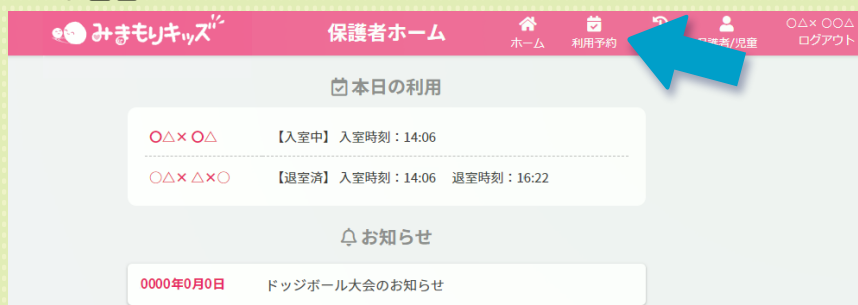 みまもりキッズ
保護者ホーム
ホーム
利用予約
護者/児童
○△× ○○△
ログアウト
本日の利用
○△× ○△ 【入室中】 入室時刻：14:06
○△× △×○ 【退室済】 入室時刻：14:06 退室時刻：16:22
お知らせ
0000年0月0日 ドッジボール大会のお知らせ